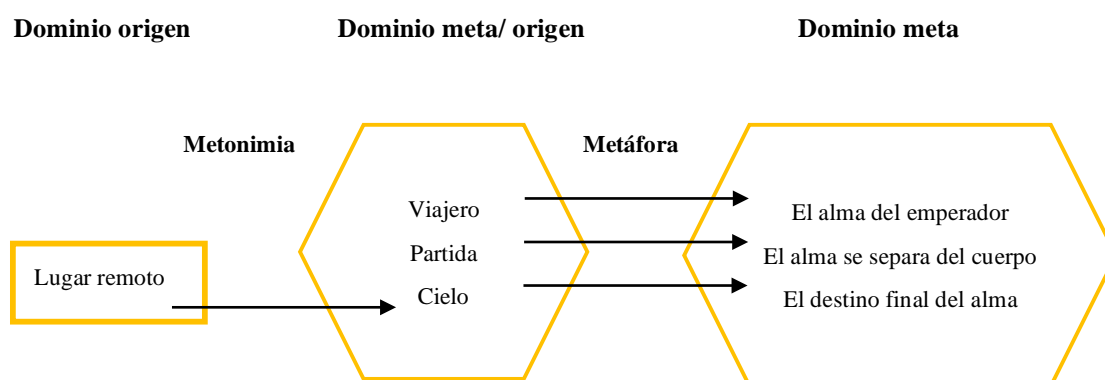 Dominio origen
Dominio meta/ origen
Dominio meta
Metonimia
Metáfora
Lugar remoto
Viajero
Partida
Cielo
El alma del emperador
El alma se separa del cuerpo
El destino final del alma